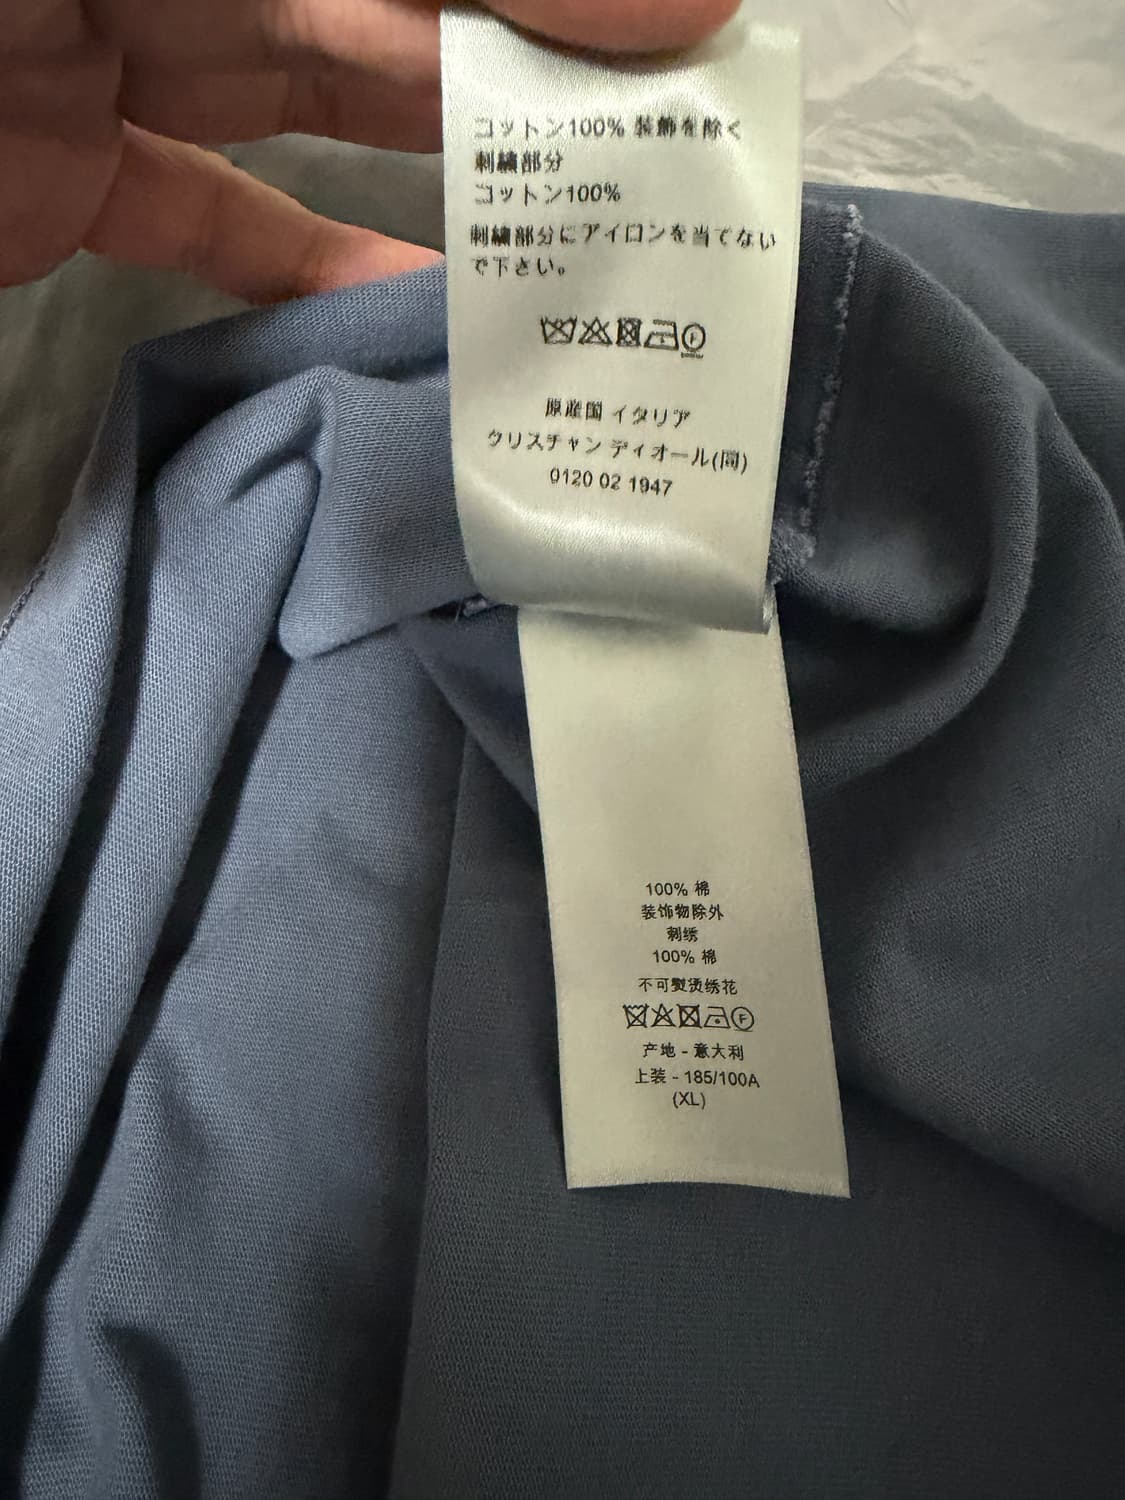 コットン100% 装飾を除く
刺繍部分
コットン100%
刺繍部分にアイロンを当てない
で下さい。
F
原産国 イタリア
クリスチャン ディオール(同)
0120 02 1947
100% 棉
装饰物除外
刺绣
100% 棉
不可熨烫绣花
F
产地 - 意大利
上装 - 185/100A
(XL)